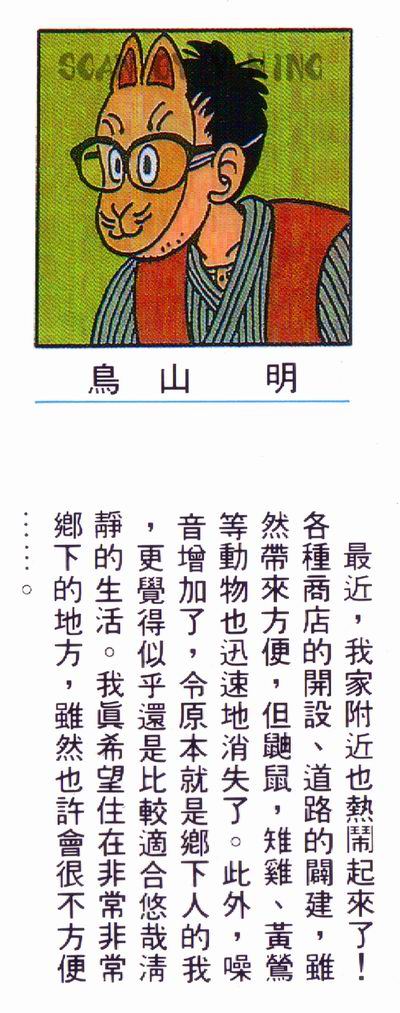 鳥山 明
最近，我家附近也熱鬧起來了！
各種商店的開設、道路的闢建，雖
然帶來方便，但鼬鼠，雉雞、黃鶯
等動物也迅速地消失了。此外，噪
音增加了，令原本就是鄉下人的我
，更覺得似乎還是比較適合悠哉清
靜的生活。我眞希望住在非常非常
鄉下的地方，雖然也許會很不方便
……。